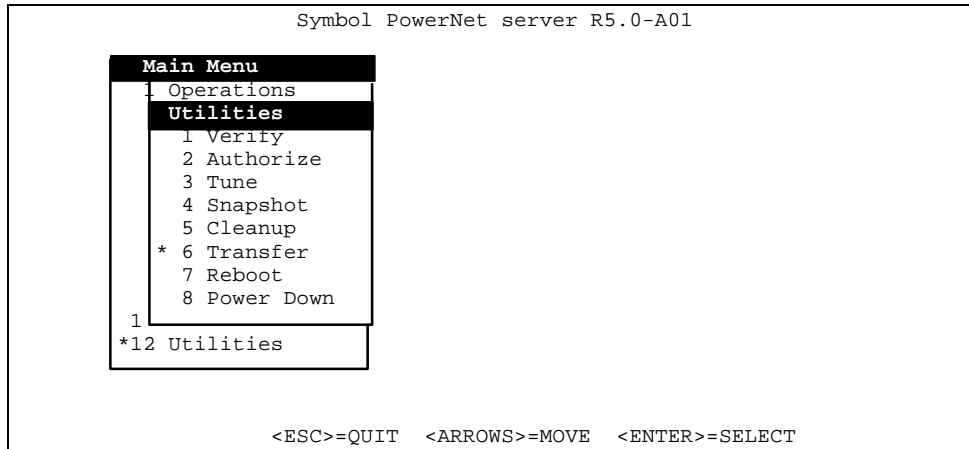 Symbol PowerNet server R5.0-A01
Main Menu
1 Operations
Utilities
1 Verify
2 Authorize
3 Tune
4 Snapshot
5 Cleanup
* 6 Transfer
7 Reboot
8 Power Down
1
*12 Utilities
<ESC>=QUIT <ARROWS>=MOVE <ENTER>=SELECT